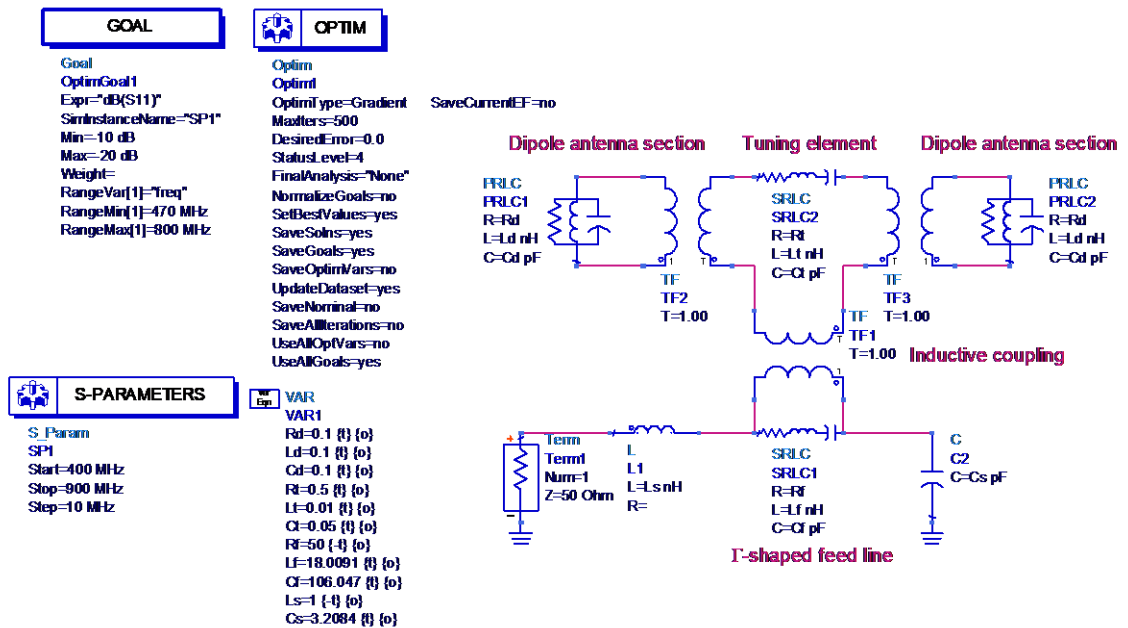 GOAL
Goal
OptimGoal1
Expr="dB(S11)"
SimInstanceName="SP1"
Min=-10 dB
Max=-20 dB
Weight=
RangeVar[1]="freq"
RangeMin[1]=470 MHz
RangeMax[1]=800 MHz
OPTIM
Optim
Optim1
OptimType=Gradient SaveCurrentEF=no
MaxIters=500
DesiredError=0.0
StatusLevel=4
FinalAnalysis="None"
NormalizeGoals=no
SetBestValues=yes
SaveSolns=yes
SaveGoals=yes
SaveOptimVars=no
UpdateDataset=yes
SaveNominal=no
SaveAllIterations=no
UseAllOptVars=no
UseAllGoals=yes
S-PARAMETERS
S_Param
SP1
Start=400 MHz
Stop=900 MHz
Step=10 MHz
Var
Eqn
VAR
VAR1
Rd=0.1 {t} {o}
Ld=0.1 {t} {o}
Cd=0.1 {t} {o}
Rt=0.5 {t} {o}
Lt=0.01 {t} {o}
Ct=0.05 {t} {o}
Rf=50 {-t} {o}
Lf=18.0091 {t} {o}
Cf=106.047 {t} {o}
Ls=1 {-t} {o}
Cs=3.2084 {t} {o}
Dipole antenna section
Tuning element
Dipole antenna section
PRLC
PRLC1
R=Rd
L=Ld nH
C=Cd pF
SRLC
SRLC2
R=Rt
L=Lt nH
C=Ct pF
PRLC
PRLC2
R=Rd
L=Ld nH
C=Cd pF
TF
TF2
T=1.00
TF
TF3
T=1.00
TF
TF1
T=1.00
Inductive coupling
Term
Term1
Num=1
Z=50 Ohm
L
L1
L=Ls nH
R=
SRLC
SRLC1
R=Rf
L=Lf nH
C=Cf pF
C
C2
C=Cs pF
Γ-shaped feed line